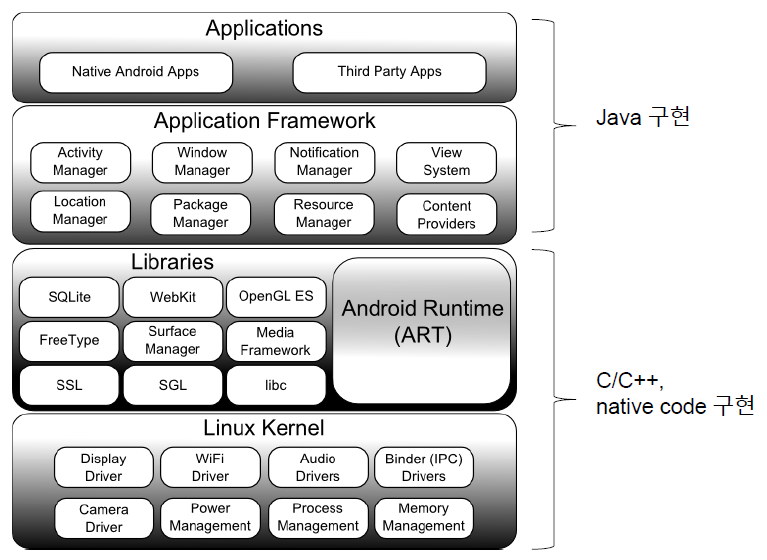 Applications
Native Android Apps
Third Party Apps
Application Framework
Activity
Manager
Window
Manager
Notification
Manager
View
System
Location
Manager
Package
Manager
Resource
Manager
Content
Providers
Java 구현
Libraries
SQLite
WebKit
OpenGL ES
FreeType
Surface
Manager
Media
Framework
SSL
SGL
libc
Android Runtime
(ART)
Linux Kernel
Display
Driver
WiFi
Driver
Audio
Drivers
Binder (IPC)
Drivers
Camera
Driver
Power
Management
Process
Management
Memory
Management
C/C++,
native code 구현